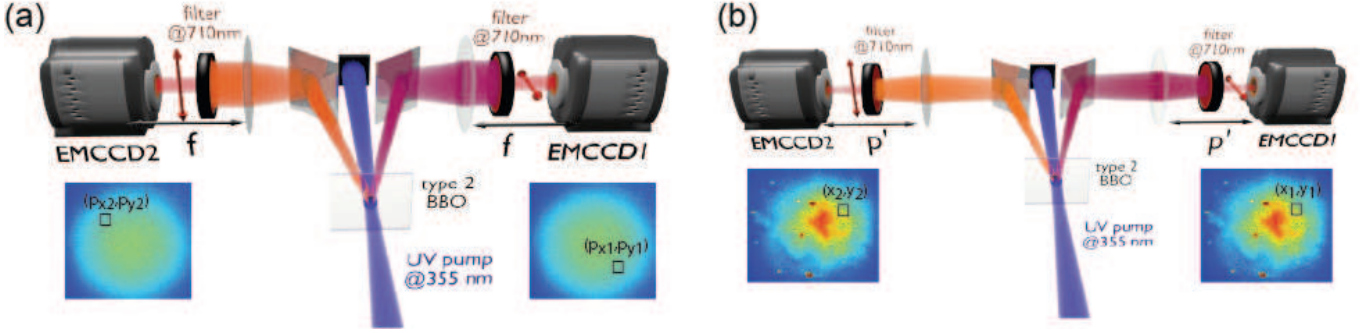 (a)
filter
@710nm
filter
@710nm
EMCCD2
f
f
EMCCD1
type 2
BBO
(Px2,Py2)
(Px1,Py1)
UV pump
@355 nm
(b)
filter
@710nm
filter
@710nm
EMCCD2
p'
p'
EMCCD1
type 2
BBO
(x2,y2)
(x1,y1)
UV pump
@355 nm